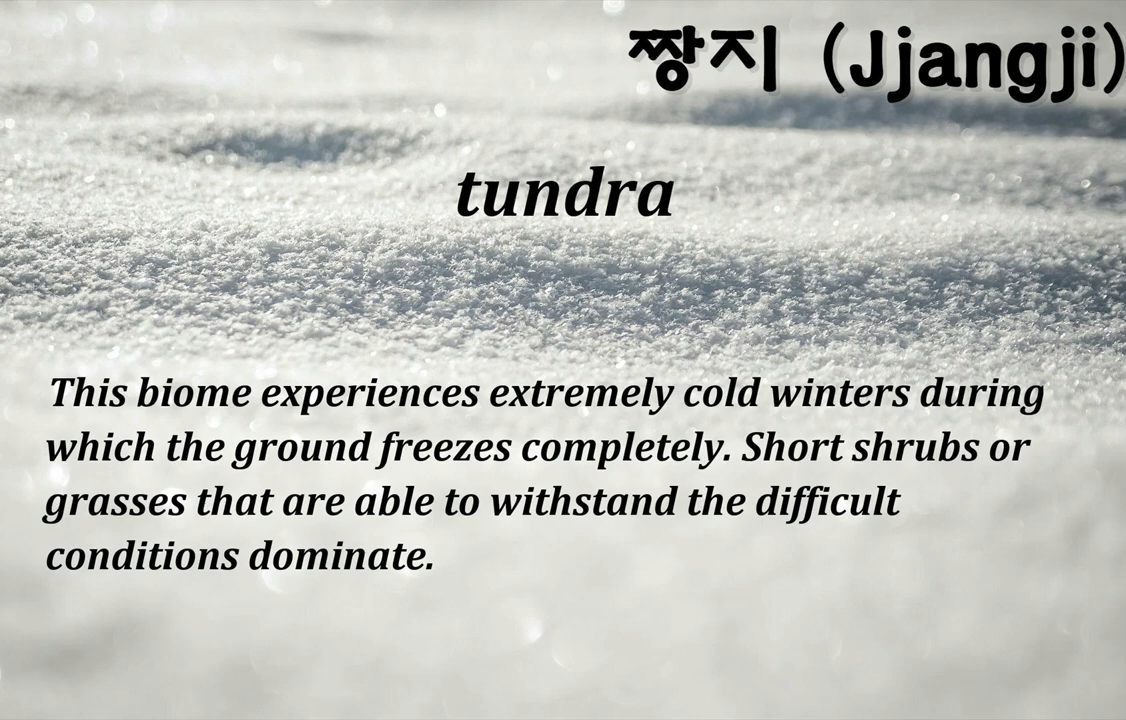 짱지 (Jjangji)
tundra
This biome experiences extremely cold winters during
which the ground freezes completely. Short shrubs or
grasses that are able to withstand the difficult
conditions dominate.